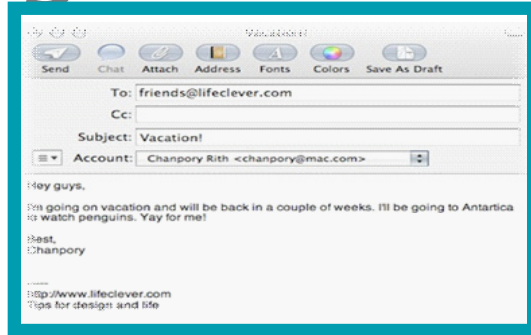 Vacation!
Send Chat Attach Address Fonts Colors Save As Draft
To: friends@lifeclever.com
Cc:
Subject: Vacation!
Account: Chanpory Rith <chanpory@mac.com>
Hey guys,
I'm going on vacation and will be back in a couple of weeks. I'll be going to Antartica
to watch penguins. Yay for me!
Best,
Chanpory
http://www.lifeclever.com
Tips for design and life